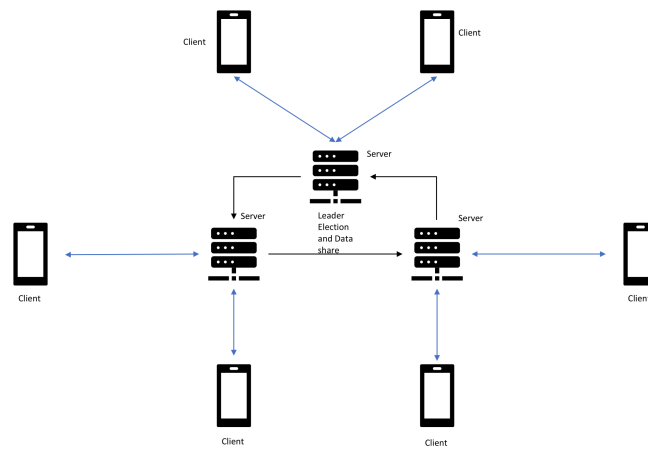 Client
Client
Server
Server
Leader
Election
and Data
share
Server
Client
Client
Client
Client